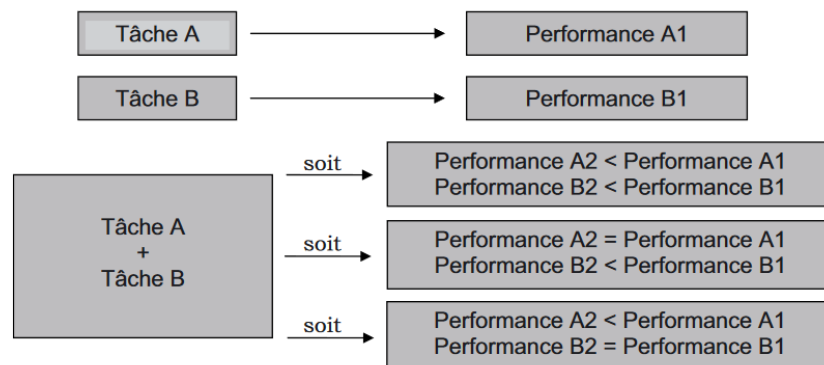 Tâche A
Performance A1
Tâche B
Performance B1
Tâche A
+
Tâche B
soit
Performance A2 < Performance A1
Performance B2 < Performance B1
soit
Performance A2 = Performance A1
Performance B2 < Performance B1
soit
Performance A2 < Performance A1
Performance B2 = Performance B1